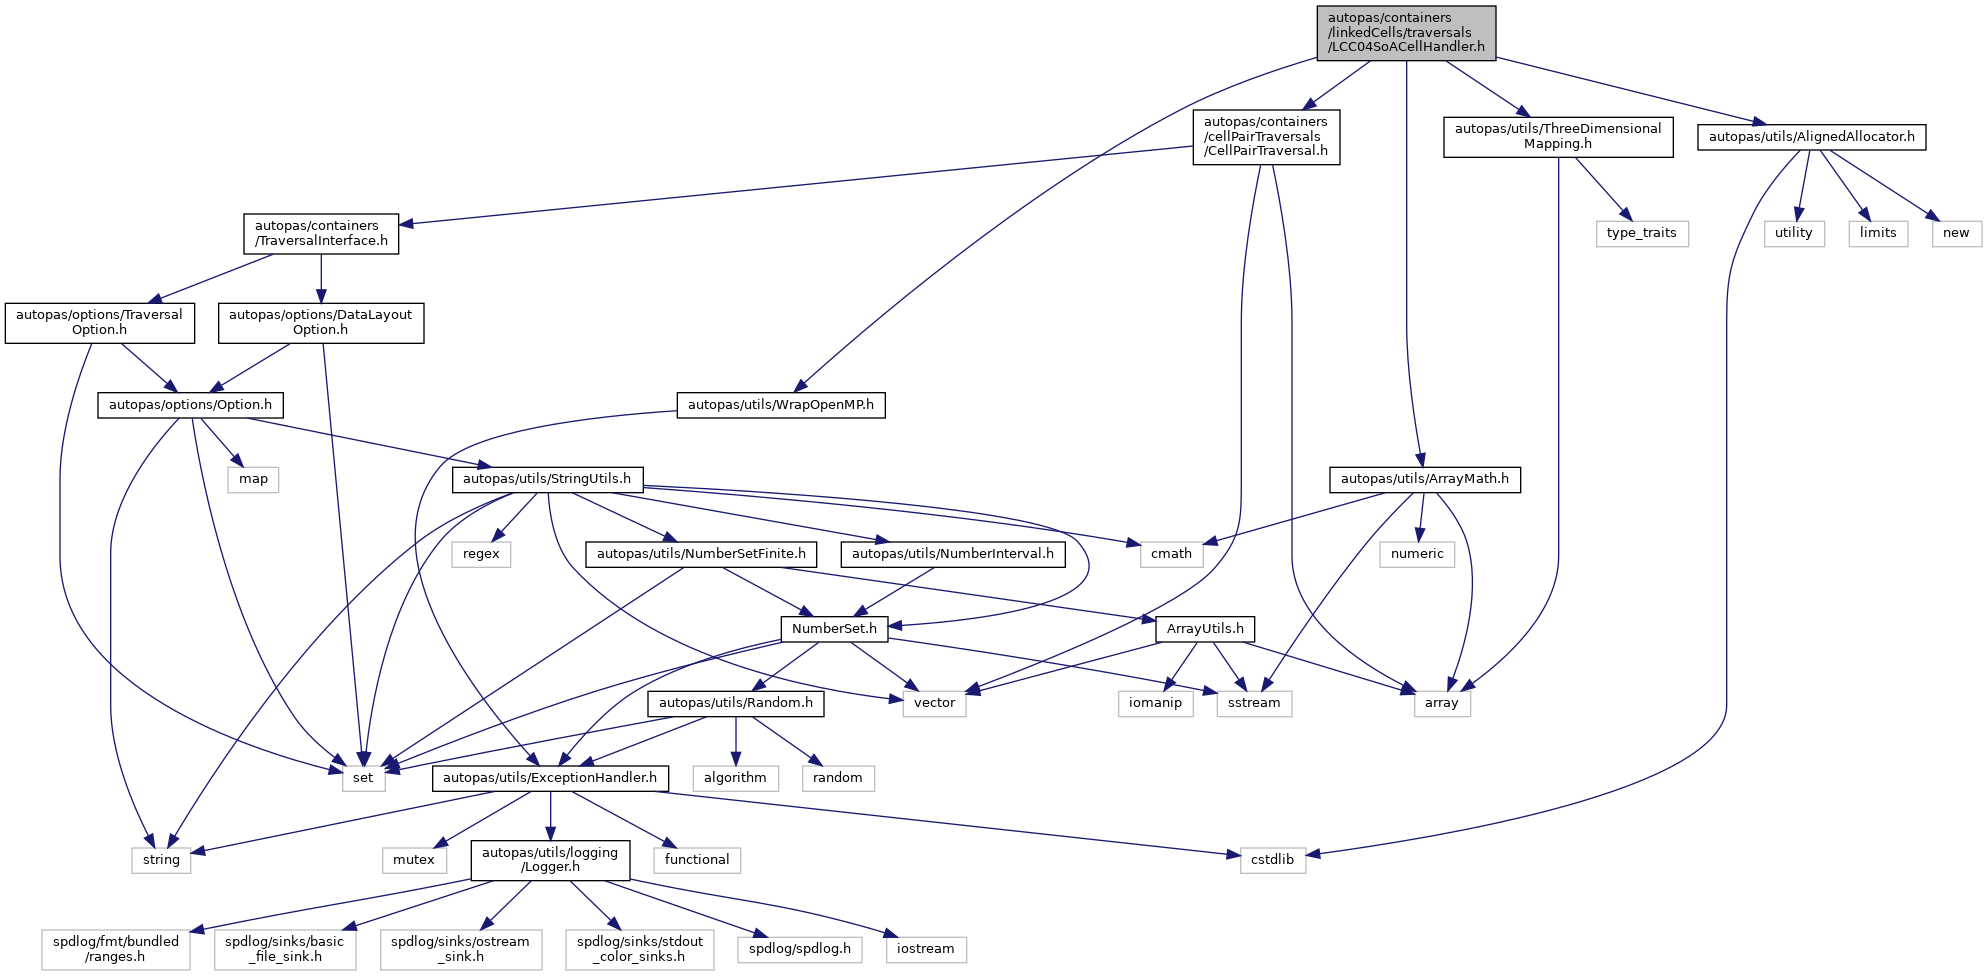 autopas/containers
/linkedCells/traversals
/LCC04SoACellHandler.h
autopas/containers
/cellPairTraversals
/CellPairTraversal.h
autopas/utils/ThreeDimensional
Mapping.h
autopas/utils/AlignedAllocator.h
autopas/containers
/TraversalInterface.h
type_traits
utility
limits
new
autopas/options/Traversal
Option.h
autopas/options/DataLayout
Option.h
autopas/options/Option.h
autopas/utils/WrapOpenMP.h
map
autopas/utils/StringUtils.h
autopas/utils/ArrayMath.h
regex
autopas/utils/NumberSetFinite.h
autopas/utils/NumberInterval.h
cmath
numeric
NumberSet.h
ArrayUtils.h
autopas/utils/Random.h
vector
iomanip
sstream
array
set
autopas/utils/ExceptionHandler.h
algorithm
random
string
mutex
autopas/utils/logging
/Logger.h
functional
cstdlib
spdlog/fmt/bundled
/ranges.h
spdlog/sinks/basic
_file_sink.h
spdlog/sinks/ostream
_sink.h
spdlog/sinks/stdout
_color_sinks.h
spdlog/spdlog.h
iostream